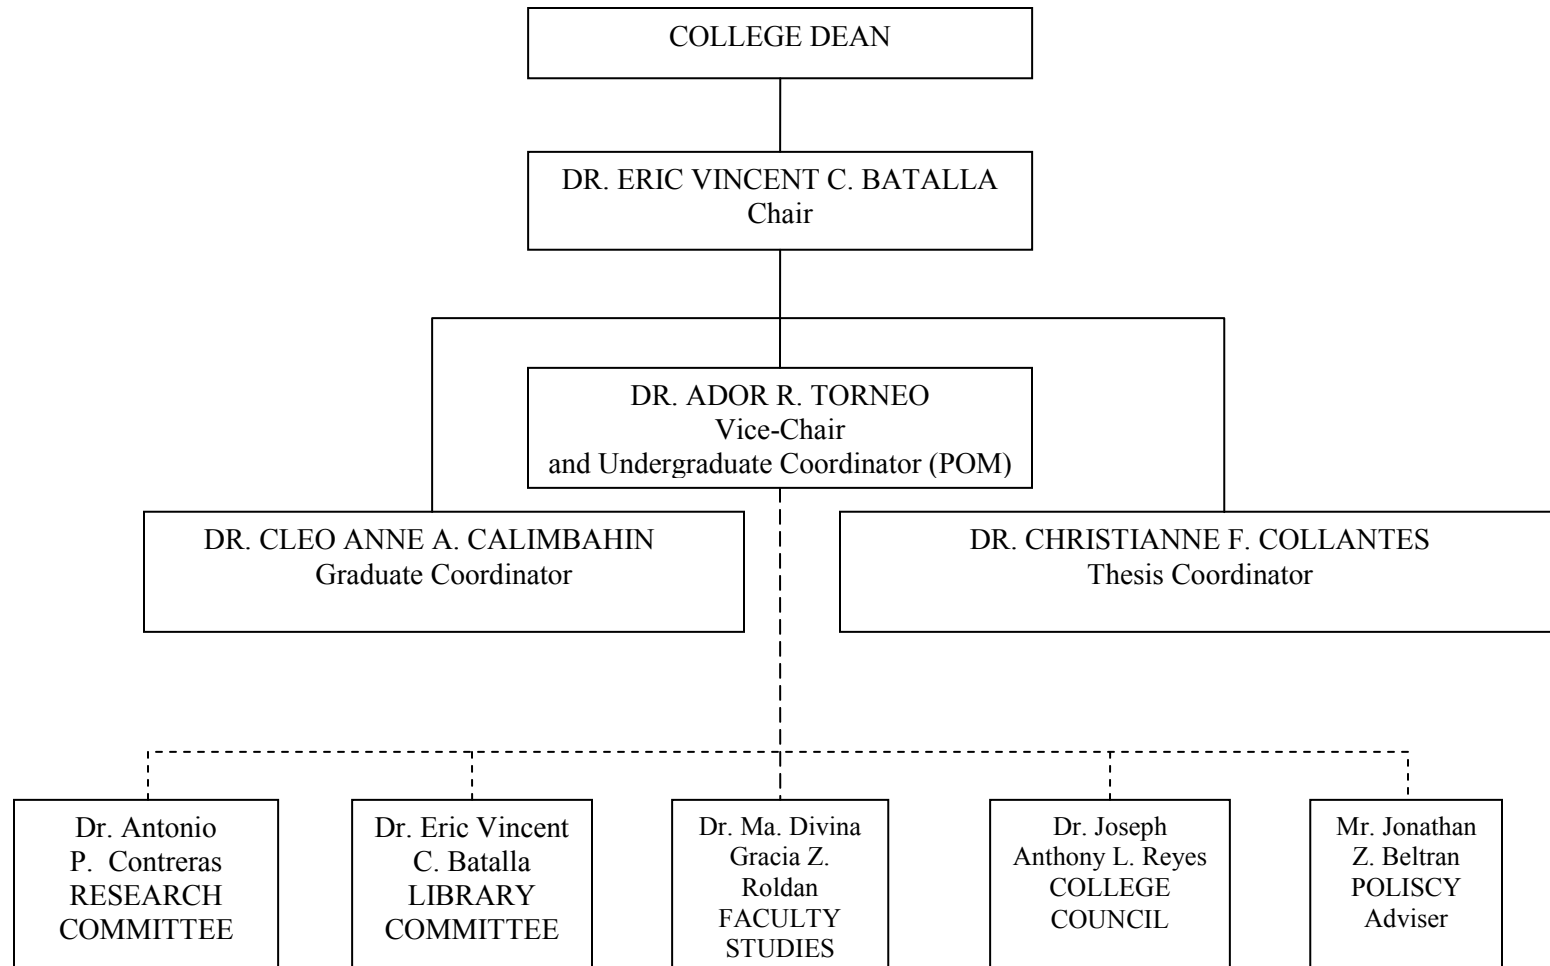 COLLEGE DEAN
DR. ERIC VINCENT C. BATALLA
Chair
DR. ADOR R. TORNEO
Vice-Chair
and Undergraduate Coordinator (POM)
DR. CLEO ANNE A. CALIMBAHIN
Graduate Coordinator
DR. CHRISTIANNE F. COLLANTES
Thesis Coordinator
Dr. Antonio
P. Contreras
RESEARCH
COMMITTEE
Dr. Eric Vincent
C. Batalla
LIBRARY
COMMITTEE
Dr. Ma. Divina
Gracia Z.
Roldan
FACULTY
STUDIES
Dr. Joseph
Anthony L. Reyes
COLLEGE
COUNCIL
Mr. Jonathan
Z. Beltran
POLISCY
Adviser